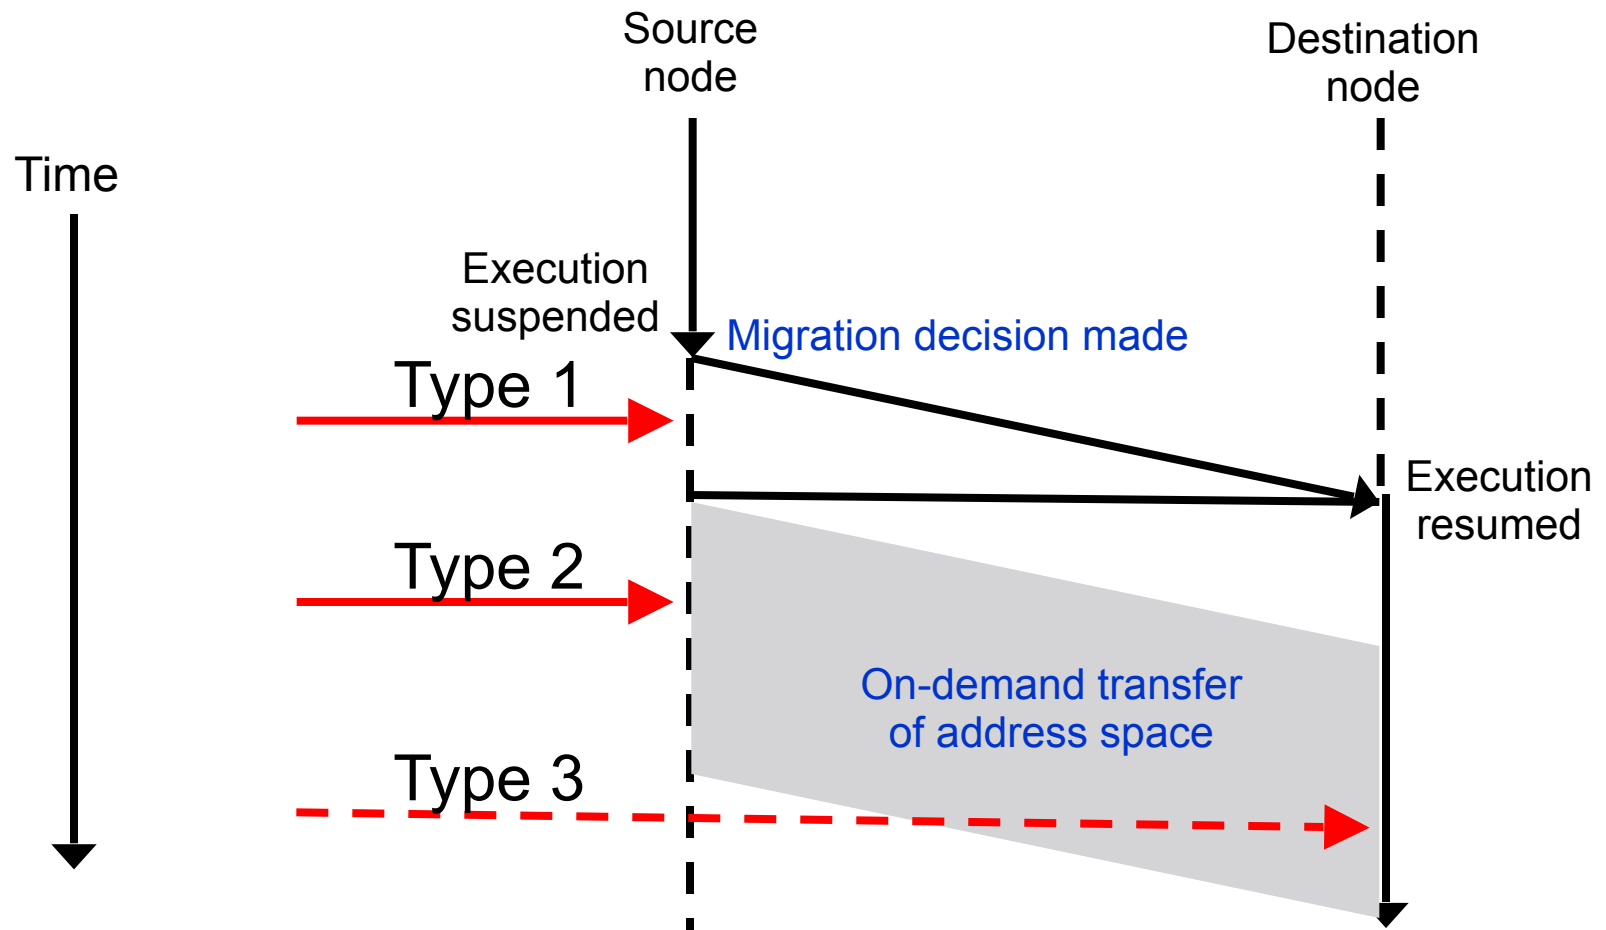 Source
node
Destination
node
Time
Execution
suspended
Migration decision made
Type 1
Execution
resumed
Type 2
On-demand transfer
of address space
Type 3